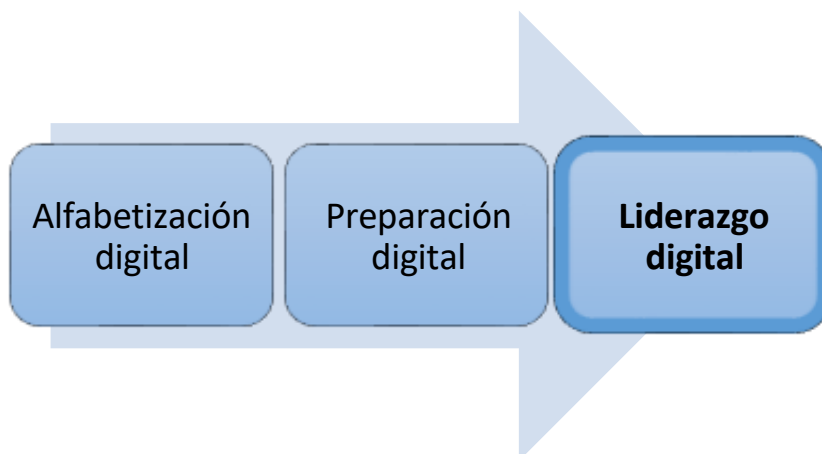 Alfabetización
digital
Preparación
digital
Liderazgo
digital